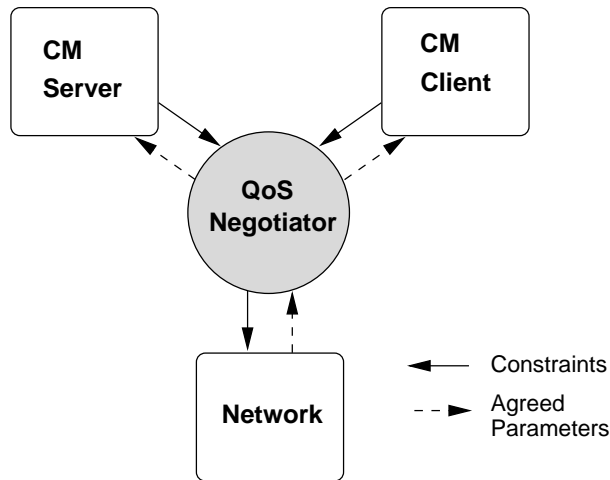 CM
Server
CM
Client
QoS
Negotiator
Network
Constraints
Agreed
Parameters